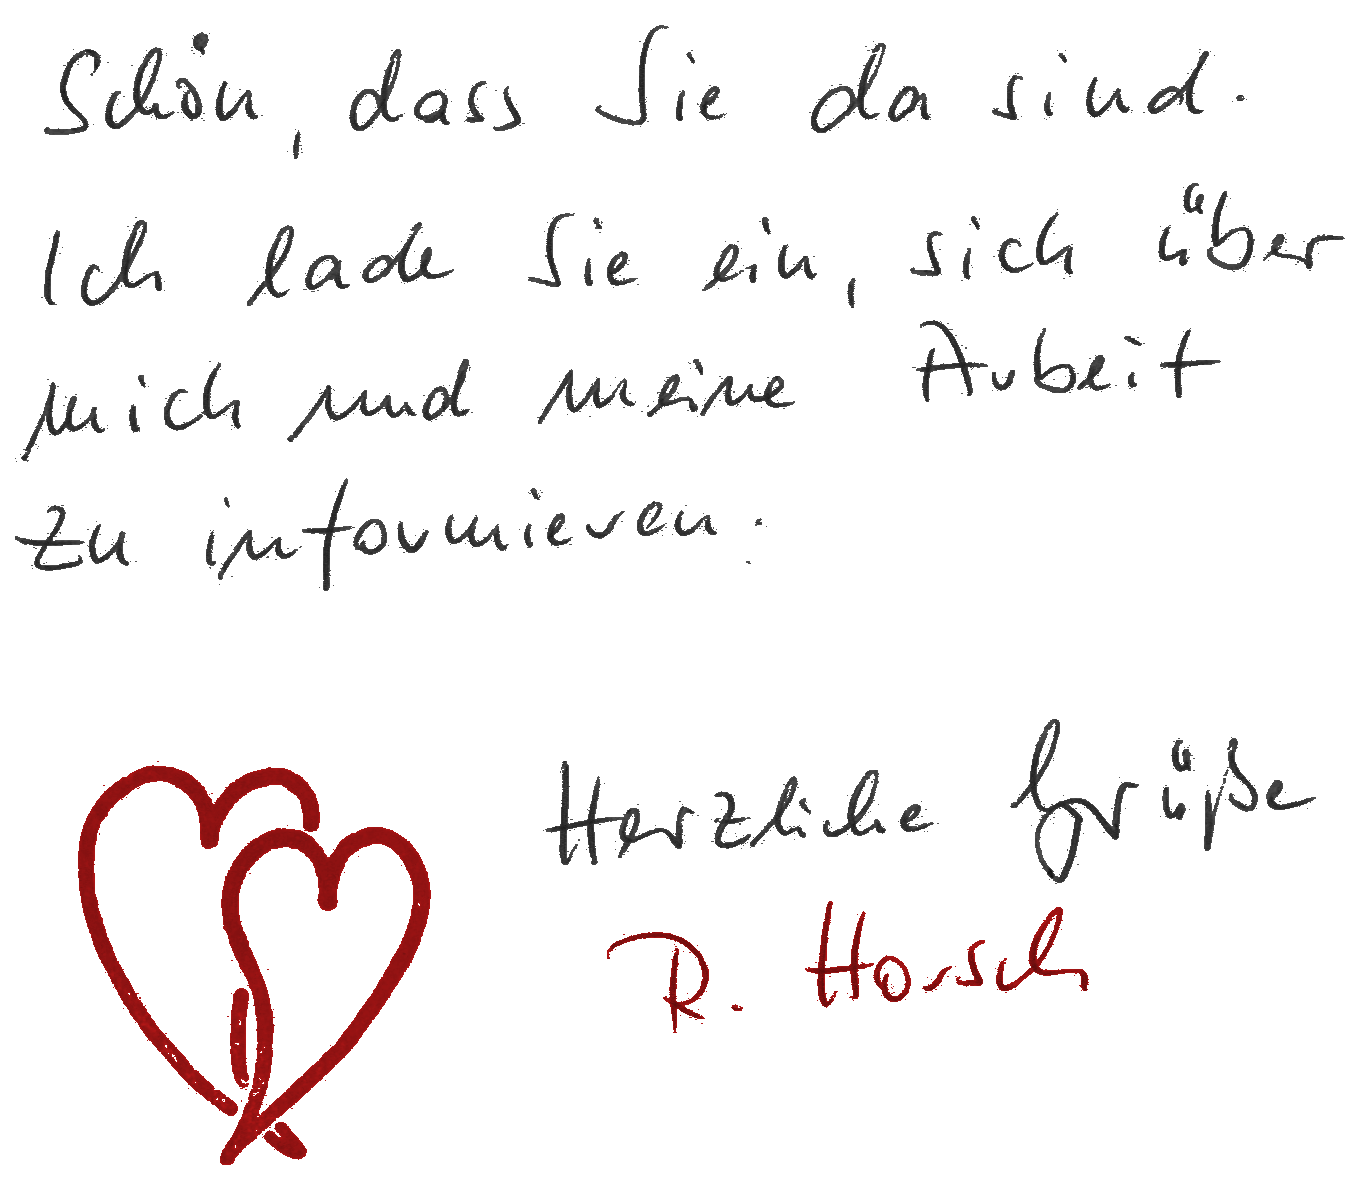 Schön, dass Sie da sind.
Ich lade Sie ein, sich über
mich und meine Arbeit
zu informieren.
Herzliche Grüße
R. Horsch